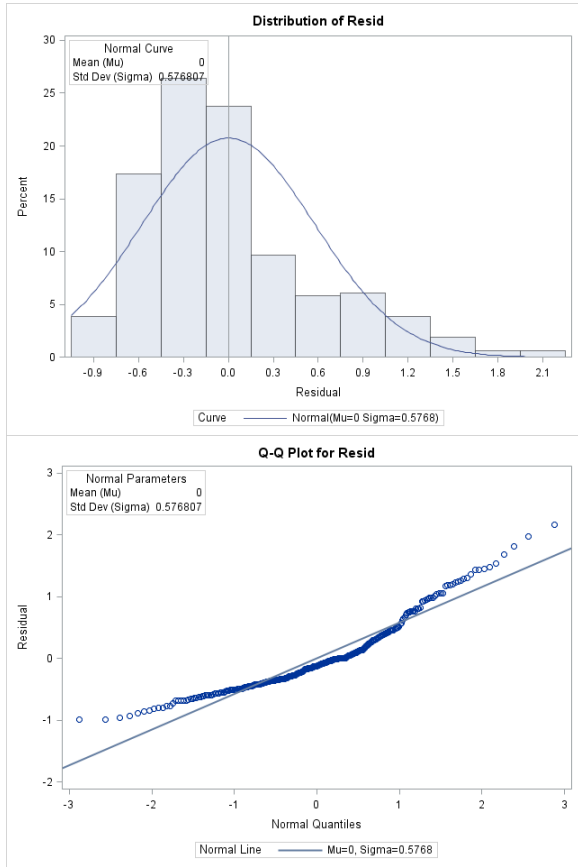 Distribution of Resid
Normal Curve
Mean (Mu) 0
Std Dev (Sigma) 0.576807
30
25
20
15
10
5
0
Percent
-0.9 -0.6 -0.3 0.0 0.3 0.6 0.9 1.2 1.5 1.8 2.1
Residual
Curve Normal(Mu=0 Sigma=0.5768)
Q-Q Plot for Resid
Normal Parameters
Mean (Mu) 0
Std Dev (Sigma) 0.576807
3
2
1
0
-1
-2
Residual
-3 -2 -1 0 1 2 3
Normal Quantiles
Normal Line Mu=0, Sigma=0.5768